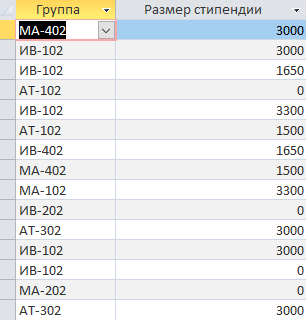 Группа Размер стипендии
МА-402 3000
ИВ-102 3000
ИВ-102 1650
АТ-102 0
ИВ-102 3300
АТ-102 1500
ИВ-402 1650
МА-402 1500
МА-102 3300
ИВ-202 0
АТ-302 3000
ИВ-102 3000
ИВ-102 0
МА-202 0
АТ-302 3000